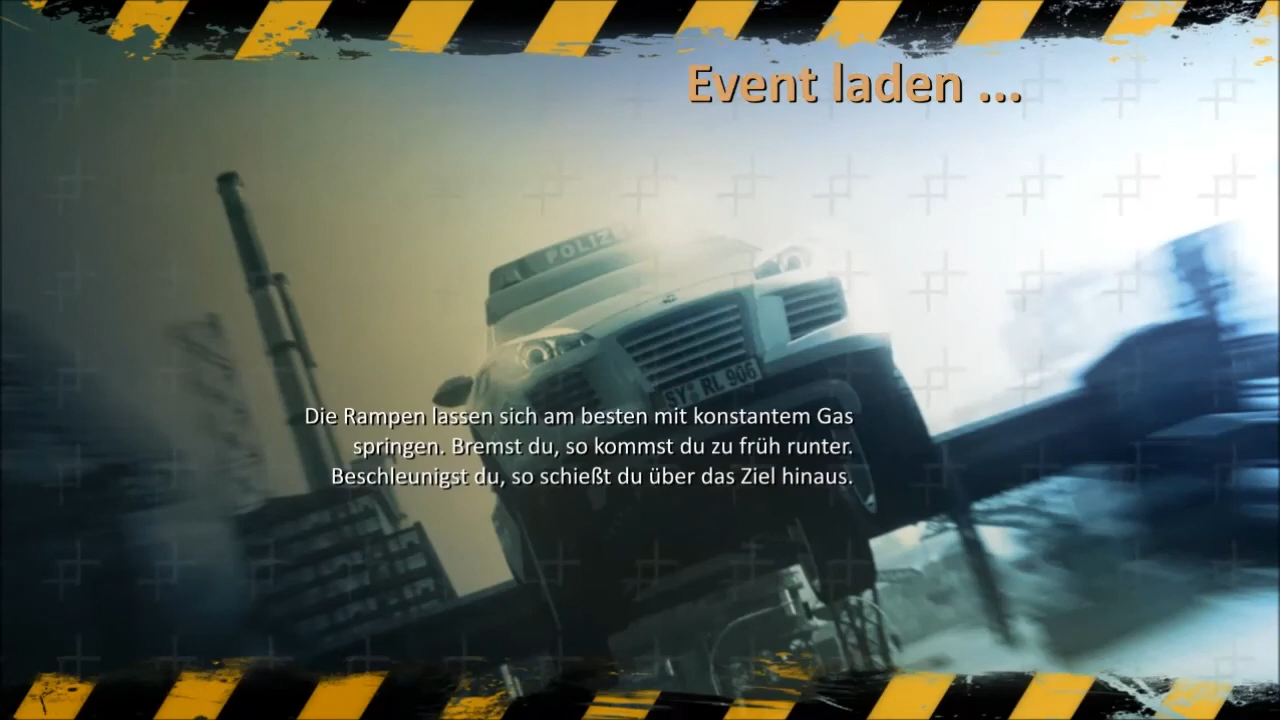 Event laden ...
POLIZ
SY RL 906
Die Rampen lassen sich am besten mit konstantem Gas
springen. Bremst du, so kommst du zu früh runter.
Beschleunigst du, so schießt du über das Ziel hinaus.